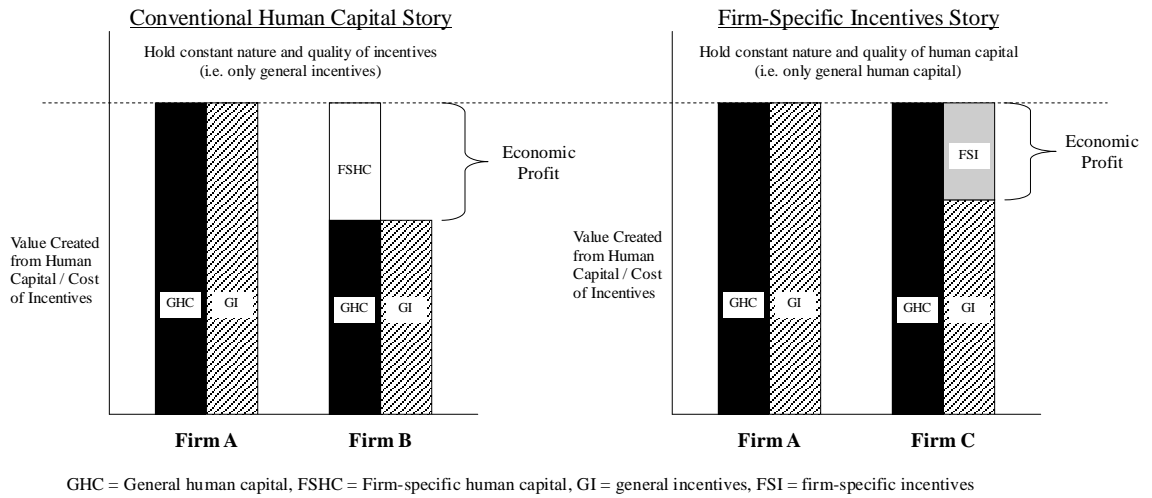 Conventional Human Capital Story
Hold constant nature and quality of incentives
(i.e. only general incentives)
FSHC
Economic
Profit
Value Created
from Human
Capital / Cost
of Incentives
GHC
GI
GHC
GI
Firm A
Firm B
Firm-Specific Incentives Story
Hold constant nature and quality of human capital
(i.e. only general human capital)
FSI
Economic
Profit
Value Created
from Human
Capital / Cost
of Incentives
GHC
GI
GHC
GI
Firm A
Firm C
GHC = General human capital, FSHC = Firm-specific human capital, GI = general incentives, FSI = firm-specific incentives